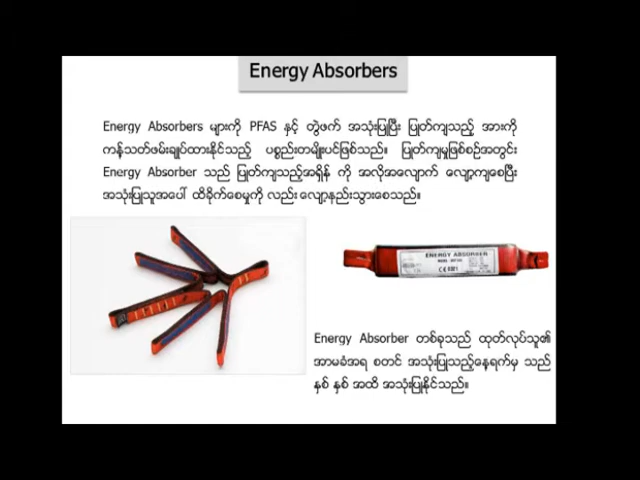 Energy Absorbers
Energy Absorbers များကို PFAS နှင့် တွဲဖက် အသုံးပြုပြီး ပြုတ်ကျသည့် အားကို
ကန့်သတ်ဖမ်းချုပ်ထားနိုင်သည့် ပစ္စည်းတမျိုးပင်ဖြစ်သည်။ ပြုတ်ကျမှုဖြစ်စဉ်အတွင်း
Energy Absorber သည် ပြုတ်ကျသည့်အရှိန် ကို အလိုအလျောက် လျော့ကျစေပြီး
အသုံးပြုသူအပေါ် ထိခိုက်စေမှုကို လည်း လျော့နည်းသွားစေသည်။
ENERGY ABSORBER
Energy Absorber တစ်ခုသည် ထုတ်လုပ်သူ၏
အာမခံအရ စတင် အသုံးပြုသည့်နေ့ရက်မှ သည်
နှစ် နှစ် အထိ အသုံးပြုနိုင်သည်။